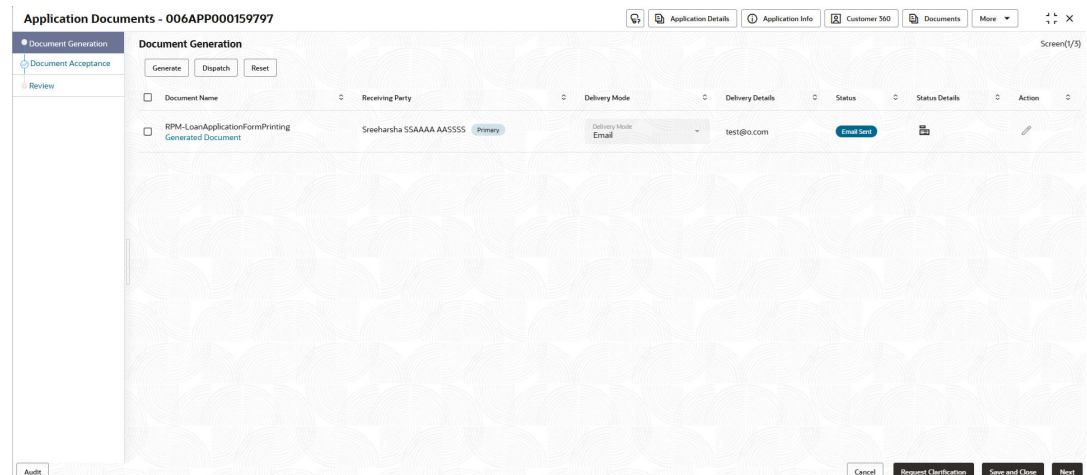 Application Documents - 006APP000159797
Application Details
Application Info
Customer 360
Documents
More
Document Generation
Document Acceptance
Review
Document Generation
Screen(1/3)
Generate Dispatch Reset
Document Name Receiving Party Delivery Mode Delivery Details Status Status Details Action
RPM-LoanApplicationFormPrinting
Generated Document
Sreeharsha SSAAAA AASSSS Primary
Delivery Mode
Email
test@o.com
Email Sent
Audit
Cancel Request Clarification Save and Close Next